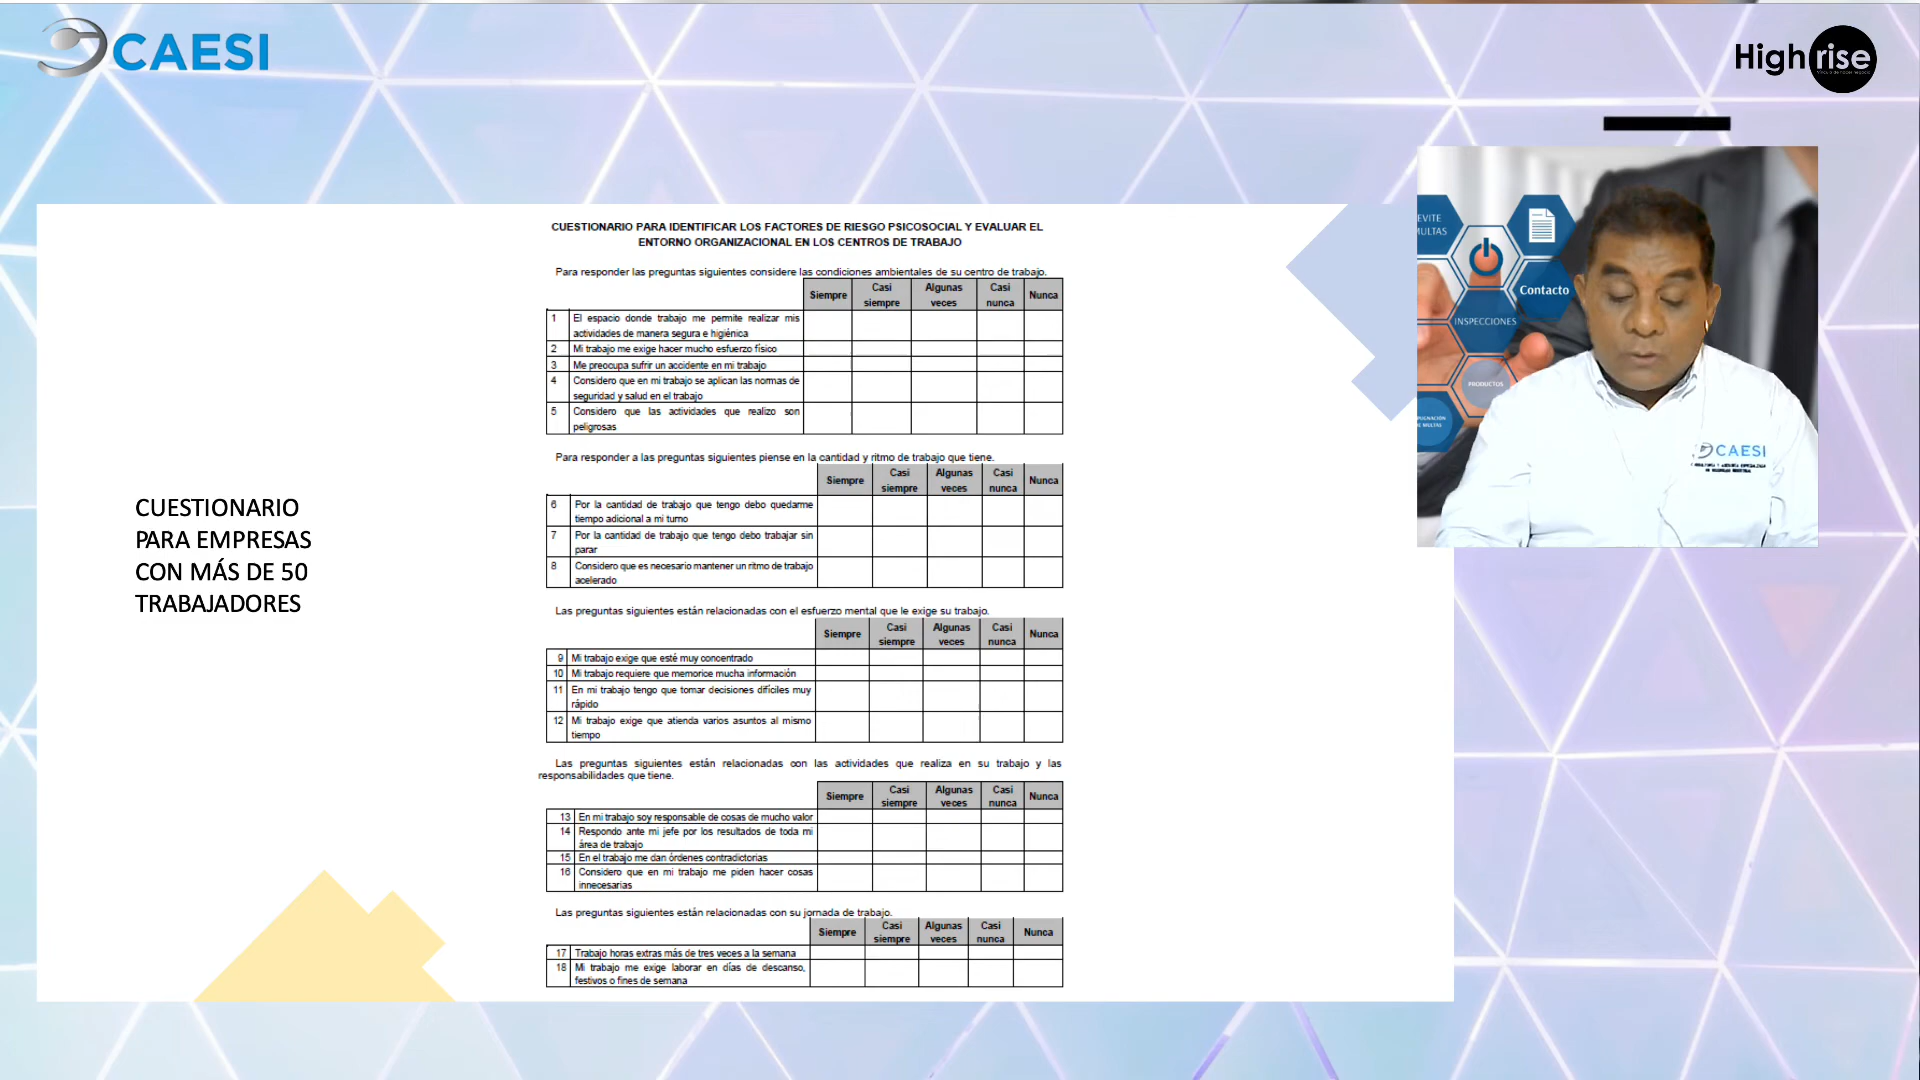 CAESI
High rise
CUESTIONARIO PARA IDENTIFICAR LOS FACTORES DE RIESGO PSICOSOCIAL Y EVALUAR EL
ENTORNO ORGANIZACIONAL EN LOS CENTROS DE TRABAJO
Para responder las preguntas siguientes considere las condiciones ambientales de su centro de trabajo.
Siempre Casi siempre Algunas veces Casi nunca Nunca
1 El espacio donde trabajo me permite realizar mis
actividades de manera segura e higiénica
2 Mi trabajo me exige hacer mucho esfuerzo físico
3 Me preocupa sufrir un accidente en mi trabajo
4 Considero que en mi trabajo se aplican las normas de
seguridad y salud en el trabajo
5 Considero que las actividades que realizo son
peligrosas
Para responder a las preguntas siguientes piense en la cantidad y ritmo de trabajo que tiene.
Siempre Casi siempre Algunas veces Casi nunca Nunca
6 Por la cantidad de trabajo que tengo debo quedarme
tiempo adicional a mi turno
7 Por la cantidad de trabajo que tengo debo trabajar sin
parar
8 Considero que es necesario mantener un ritmo de trabajo
acelerado
Las preguntas siguientes están relacionadas con el esfuerzo mental que le exige su trabajo.
Siempre Casi siempre Algunas veces Casi nunca Nunca
9 Mi trabajo exige que esté muy concentrado
10 Mi trabajo requiere que memorice mucha información
11 En mi trabajo tengo que tomar decisiones difíciles muy
rápido
12 Mi trabajo exige que atienda varios asuntos al mismo
tiempo
Las preguntas siguientes están relacionadas con las actividades que realiza en su trabajo y las
responsabilidades que tiene.
Siempre Casi siempre Algunas veces Casi nunca Nunca
13 En mi trabajo soy responsable de cosas de mucho valor
14 Respondo ante mi jefe por los resultados de toda mi
área de trabajo
15 En el trabajo me dan órdenes contradictorias
16 Considero que en mi trabajo me piden hacer cosas
innecesarias
Las preguntas siguientes están relacionadas con su jornada de trabajo.
Siempre Casi siempre Algunas veces Casi nunca Nunca
17 Trabajo horas extras más de tres veces a la semana
18 Mi trabajo me exige laborar en días de descanso,
festivos o fines de semana
CUESTIONARIO
PARA EMPRESAS
CON MÁS DE 50
TRABAJADORES
EVITE
MULTAS
Contacto
INSPECCIONES
PRODUCTOS
DE MULTAS
CAESI